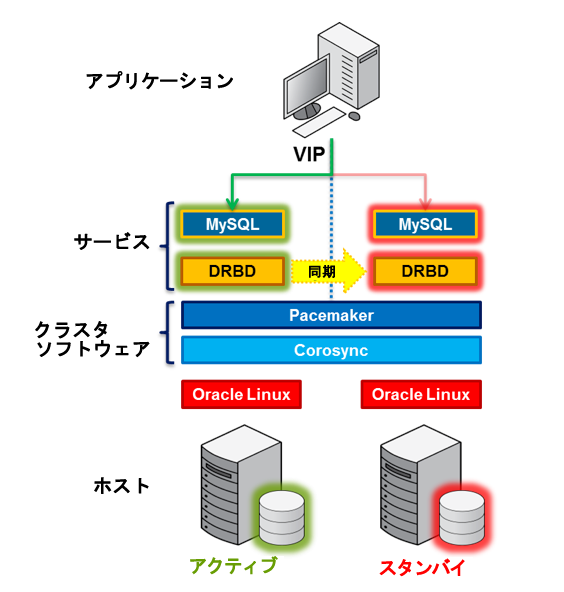 アプリケーション
VIP
サービス
MySQL
MySQL
DRBD
同期
DRBD
クラスタ
ソフトウェア
Pacemaker
Corosync
Oracle Linux
Oracle Linux
ホスト
アクティブ
スタンバイ